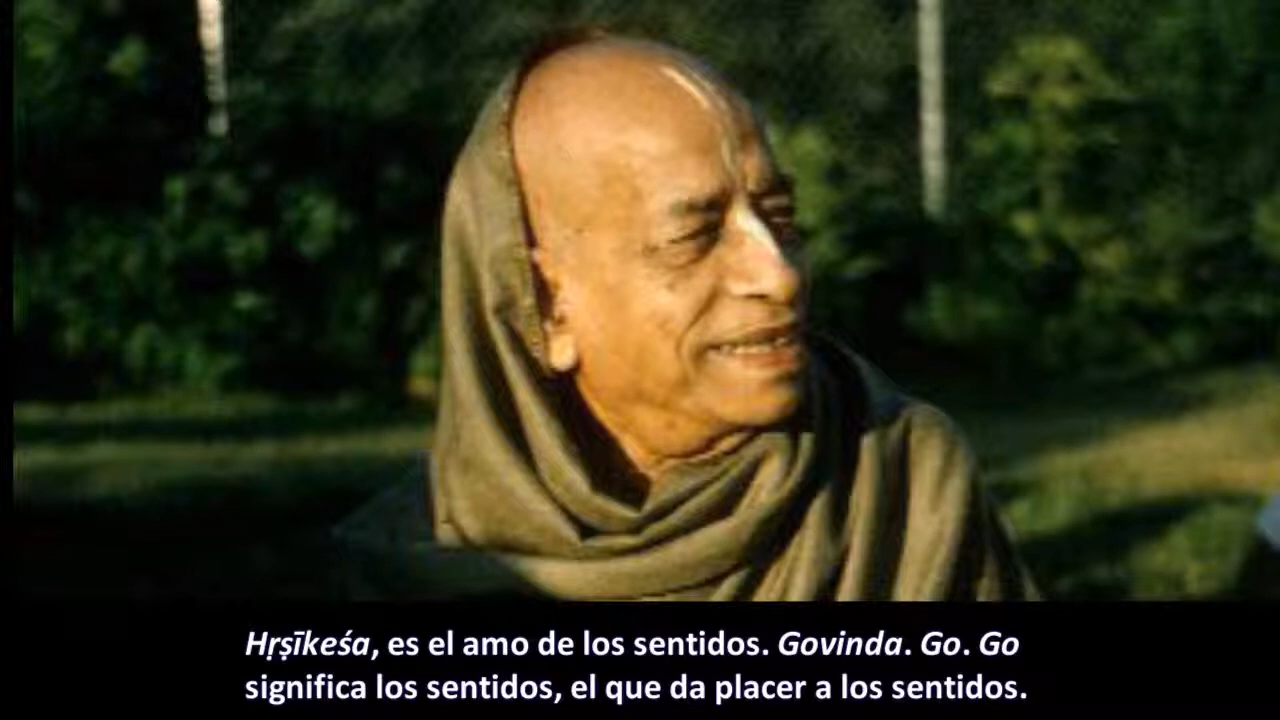 Hṛṣīkeśa, es el amo de los sentidos. Govinda. Go. Go
significa los sentidos, el que da placer a los sentidos.